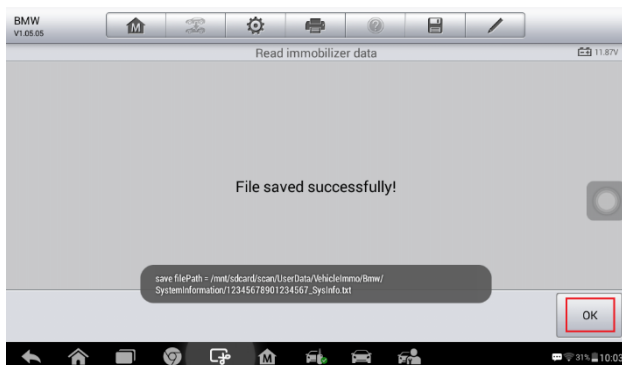 BMW
V1.05.05
Read immobilizer data
11.87V
File saved successfully!
save filePath = /mnt/sdcard/scan/UserData/VehicleImmo/Bmw/
SystemInformation/12345678901234567_SysInfo.txt
OK
31%
10:03